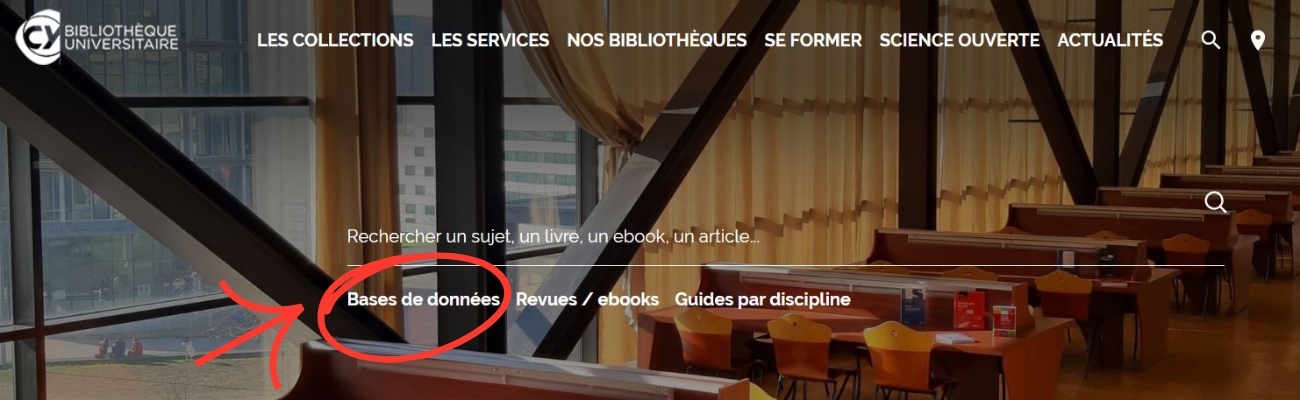 CY BIBLIOTHÈQUE
UNIVERSITAIRE
LES COLLECTIONS LES SERVICES NOS BIBLIOTHÈQUES SE FORMER SCIENCE OUVERTE ACTUALITÉS
Rechercher un sujet, un livre, un ebook, un article...
Bases de données Revues / ebooks Guides par discipline